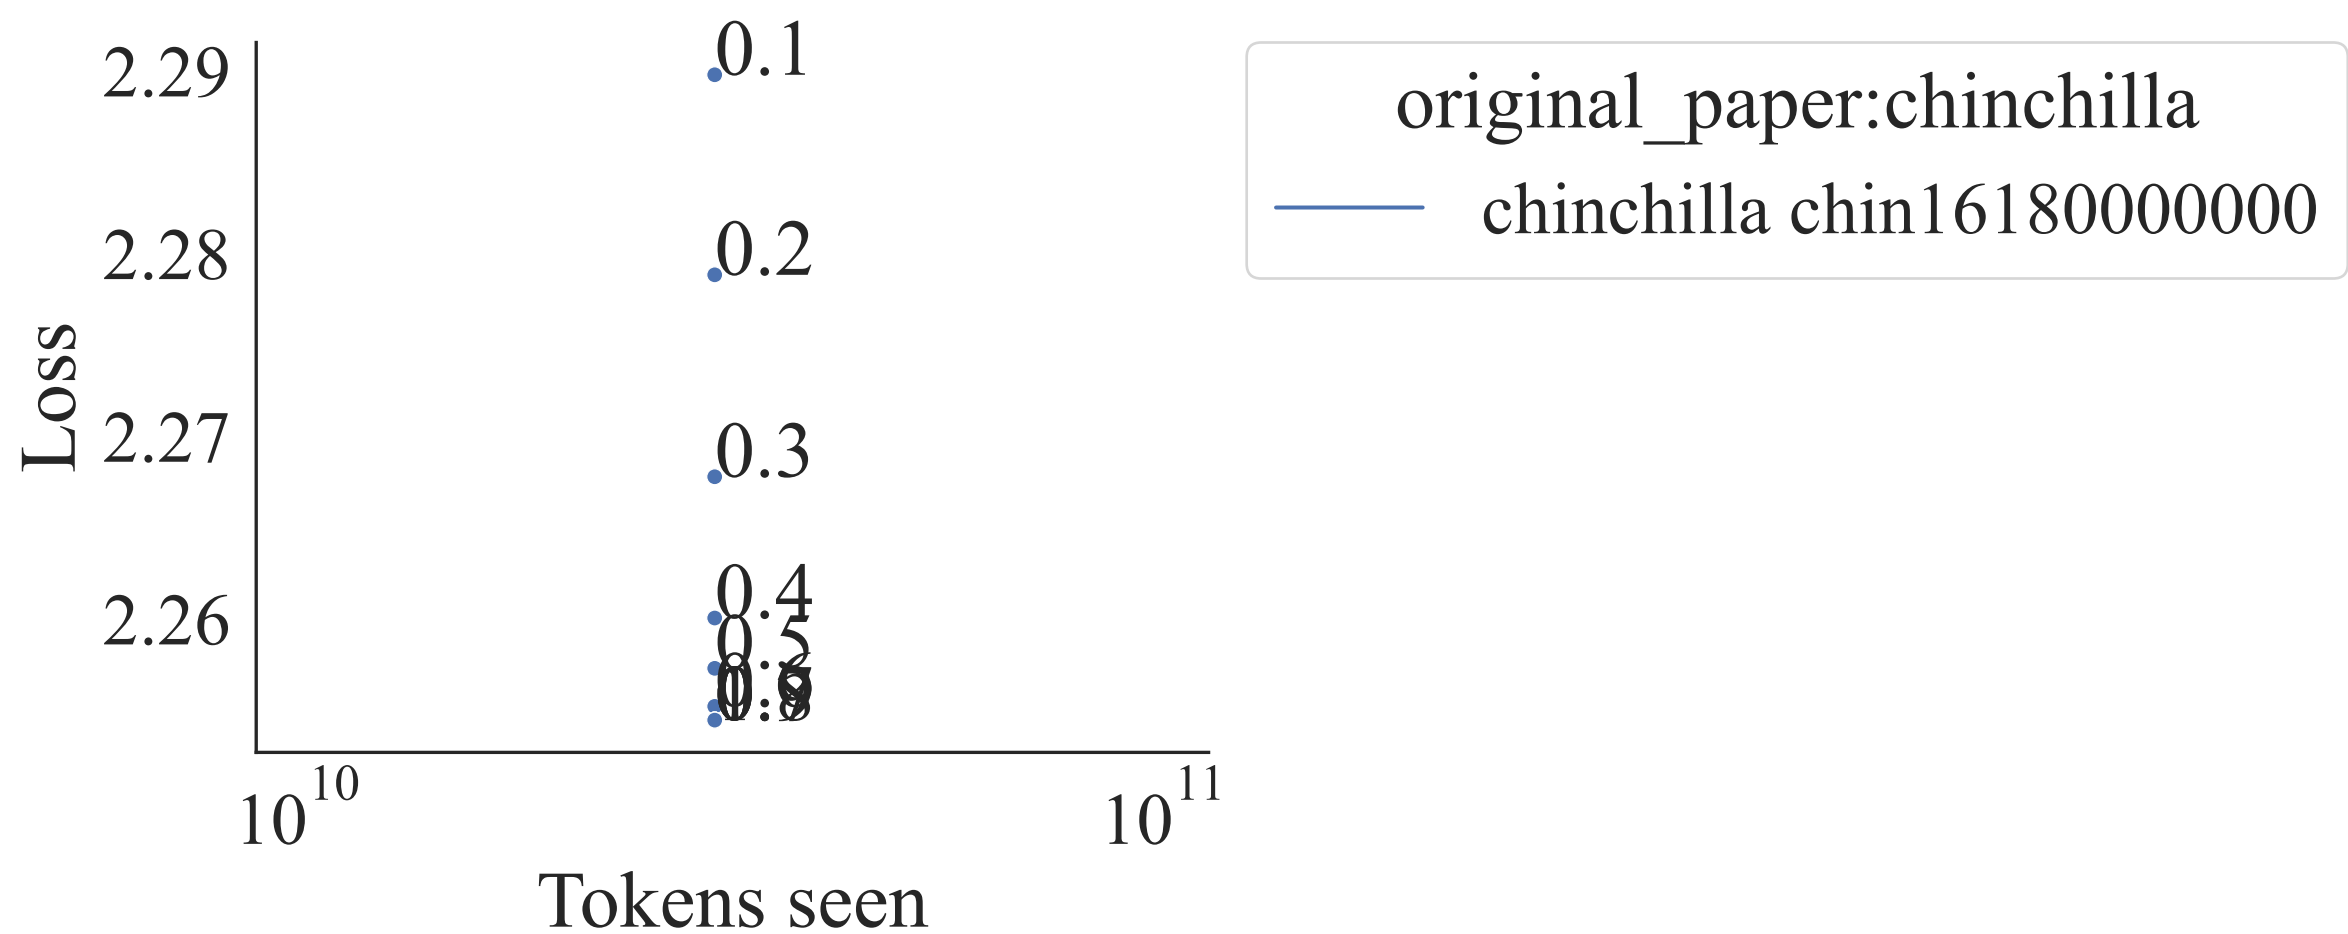 2.29
2.28
2.27
2.26
Loss
0.1
0.2
0.3
0.4
0.5
10^10
10^11
Tokens seen
original_paper:chinchilla
chinchilla chin16180000000